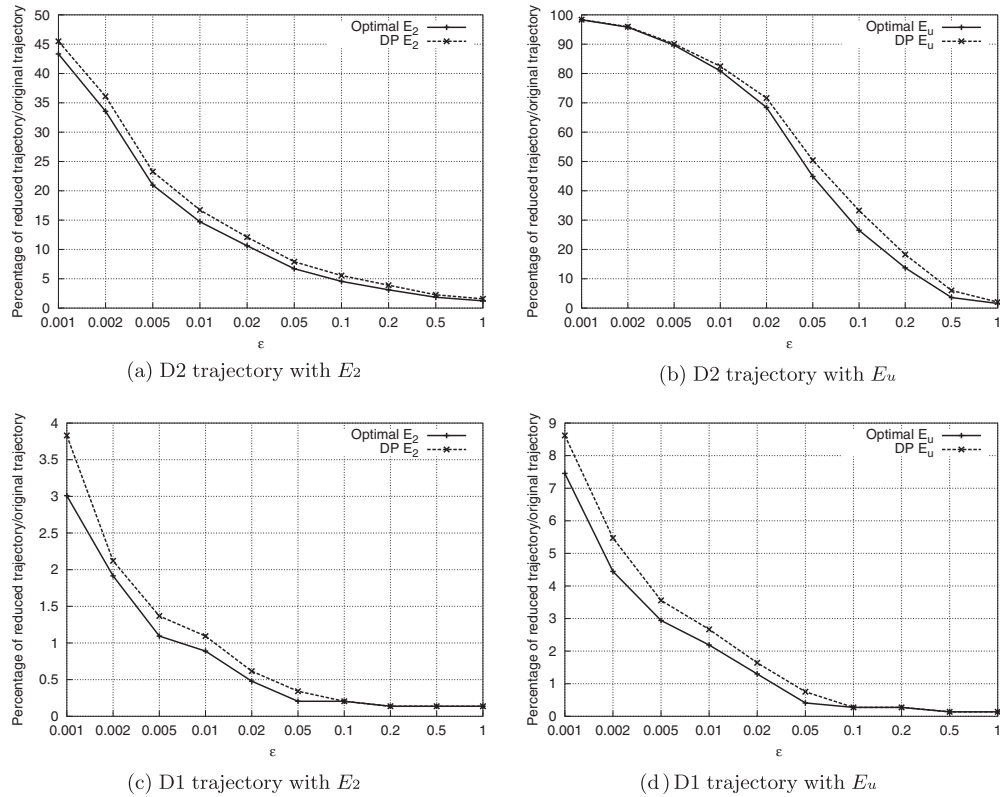 Percentage of reduced trajectory/original trajectory
50
45
40
35
30
25
20
15
10
5
0
Optimal E2
DP E2
0.001 0.002 0.005 0.01 0.02 0.05 0.1 0.2 0.5 1
ε
(a) D2 trajectory with E2
Percentage of reduced trajectory/original trajectory
100
90
80
70
60
50
40
30
20
10
0
Optimal Eu
DP Eu
0.001 0.002 0.005 0.01 0.02 0.05 0.1 0.2 0.5 1
ε
(b) D2 trajectory with Eu
Percentage of reduced trajectory/original trajectory
4
3.5
3
2.5
2
1.5
1
0.5
0
Optimal E2
DP E2
0.001 0.002 0.005 0.01 0.02 0.05 0.1 0.2 0.5 1
ε
(c) D1 trajectory with E2
Percentage of reduced trajectory/original trajectory
9
8
7
6
5
4
3
2
1
0
Optimal Eu
DP Eu
0.001 0.002 0.005 0.01 0.02 0.05 0.1 0.2 0.5 1
ε
(d) D1 trajectory with Eu